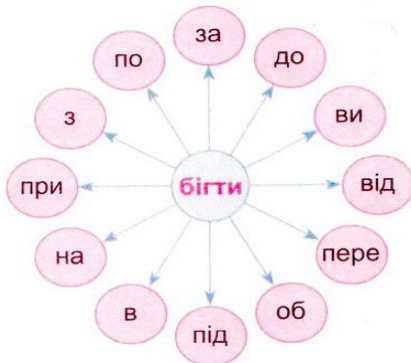 за
до
по
ви
з
бігти
від
при
пере
на
об
в
під